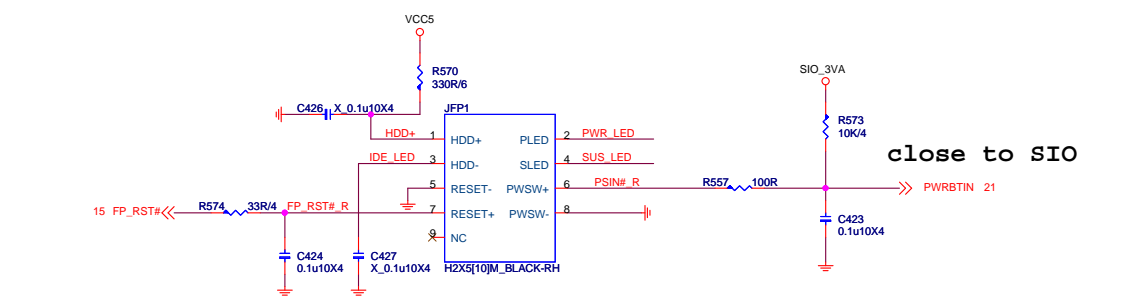 VCC5
R570
330R/6
SIO_3VA
C426 X_0.1u10X4
JFP1
R573
10K/4
HDD+ 1 HDD+ PLED 2 PWR_LED
close to SIO
IDE_LED 3 HDD- SLED 4 SUS_LED
5 RESET- PWSW+ 6 PSIN#_R R557 100R PWRBTIN 21
15 FP_RST# R574 33R/4 FP_RST#_R 7 RESET+ PWSW- 8
C423
0.1u10X4
9 NC
C424
0.1u10X4
C427
X_0.1u10X4
H2X5[10]M_BLACK-RH